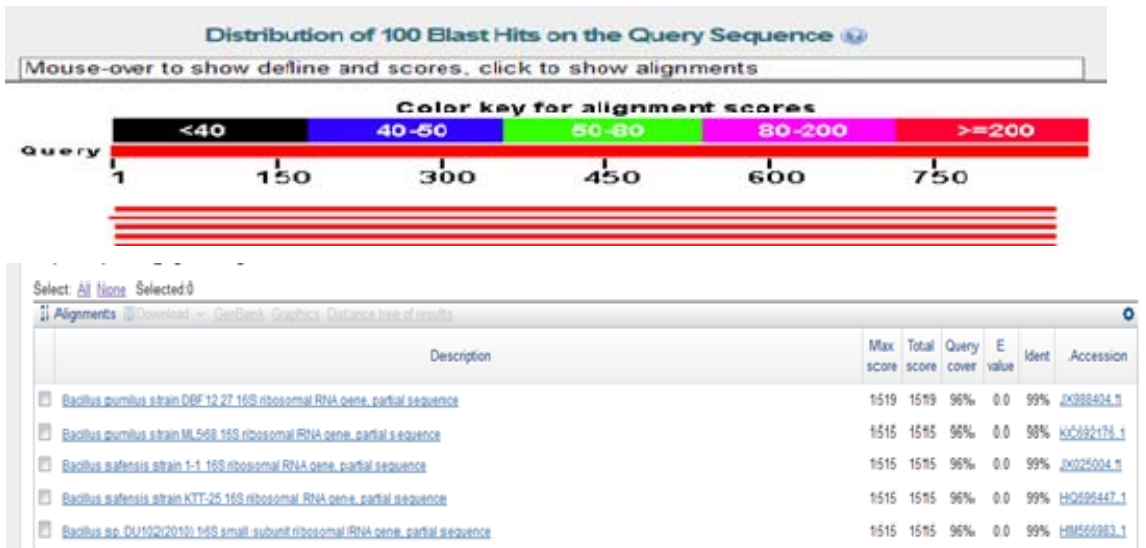 Distribution of 100 Blast Hits on the Query Sequence
Mouse-over to show defline and scores, click to show alignments
Color key for alignment scores
<40 40-50 50-80 80-200 >=200
Query
1 150 300 450 600 750
Select: All None Selected:0
Alignments Download GenBank Graphics Distance tree of results
Description Max score Total score Query cover E value Ident Accession
Bacillus pumilus strain DBF 12 27 16S ribosomal RNA gene, partial sequence 1519 1519 96% 0.0 99% JX988404.1
Bacillus pumilus strain ML568 16S ribosomal RNA gene, partial sequence 1515 1515 96% 0.0 98% KC692176.1
Bacillus safensis strain 1-1 16S ribosomal RNA gene, partial sequence 1515 1515 96% 0.0 99% JX025004.1
Bacillus safensis strain KTT-25 16S ribosomal RNA gene, partial sequence 1515 1515 96% 0.0 99% HQ696447.1
Bacillus sp. DU102(2010) 16S small subunit ribosomal RNA gene, partial sequence 1515 1515 96% 0.0 99% HM566983.1